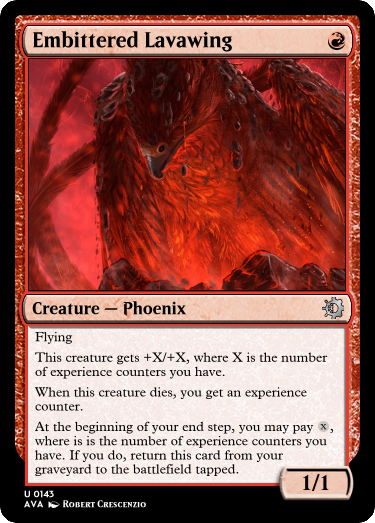 Embittered Lavawing
Creature — Phoenix
Flying
This creature gets +X/+X, where X is the number
of experience counters you have.
When this creature dies, you get an experience
counter.
At the beginning of your end step, you may pay X,
where is is the number of experience counters you
have. If you do, return this card from your
graveyard to the battlefield tapped.
1/1
U 0143
AVA Robert Crescenzio